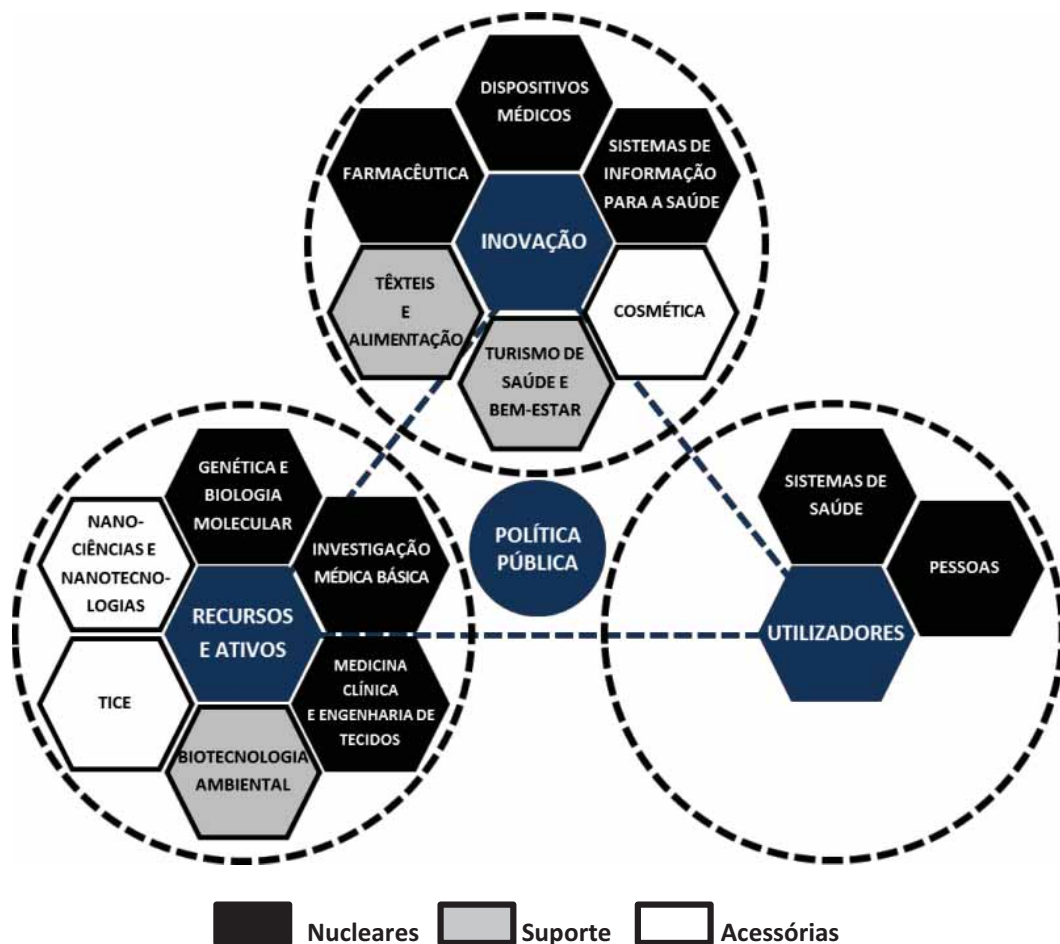 DISPOSITIVOS
MÉDICOS
FARMACÊUTICA
SISTEMAS DE
INFORMAÇÃO
PARA A SAÚDE
INOVAÇÃO
TÊXTEIS
E
ALIMENTAÇÃO
COSMÉTICA
TURISMO DE
SAÚDE E
BEM-ESTAR
GENÉTICA E
BIOLOGIA
MOLECULAR
NANO-
CIÊNCIAS E
NANOTECNO-
LOGIAS
INVESTIGAÇÃO
MÉDICA BÁSICA
RECURSOS
E ATIVOS
TICE
MEDICINA
CLÍNICA
E ENGENHARIA DE
TECIDOS
BIOTECNOLOGIA
AMBIENTAL
POLÍTICA
PÚBLICA
SISTEMAS DE
SAÚDE
PESSOAS
UTILIZADORES
Nucleares
Suporte
Acessórias